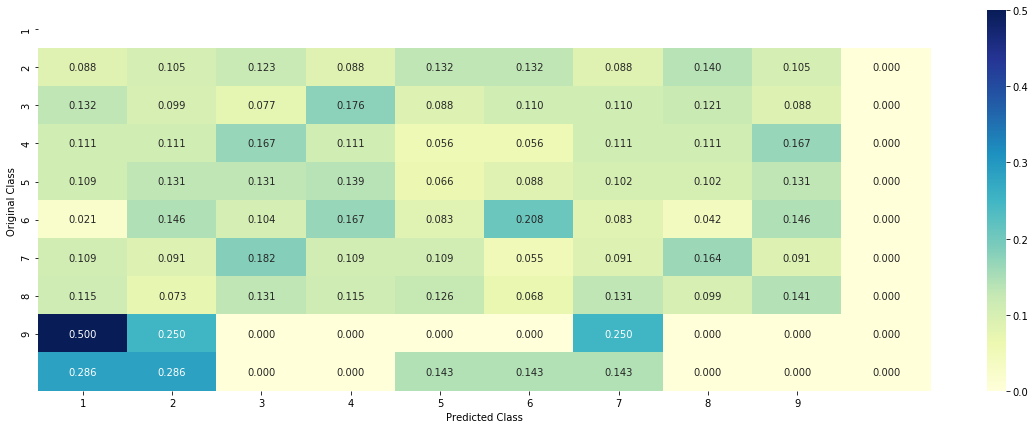 0.5
1
2 0.088 0.105 0.123 0.088 0.132 0.132 0.088 0.140 0.105 0.000
0.4
3 0.132 0.099 0.077 0.176 0.088 0.110 0.110 0.121 0.088 0.000
4 0.111 0.111 0.167 0.111 0.056 0.056 0.111 0.111 0.167 0.000
0.3
5 0.109 0.131 0.131 0.139 0.066 0.088 0.102 0.102 0.131 0.000
Original Class
6 0.021 0.146 0.104 0.167 0.083 0.208 0.083 0.042 0.146 0.000
0.2
7 0.109 0.091 0.182 0.109 0.109 0.055 0.091 0.164 0.091 0.000
8 0.115 0.073 0.131 0.115 0.126 0.068 0.131 0.099 0.141 0.000
0.1
9 0.500 0.250 0.000 0.000 0.000 0.000 0.250 0.000 0.000 0.000
0.286 0.286 0.000 0.000 0.143 0.143 0.143 0.000 0.000 0.000
0.0
1 2 3 4 5 6 7 8 9
Predicted Class